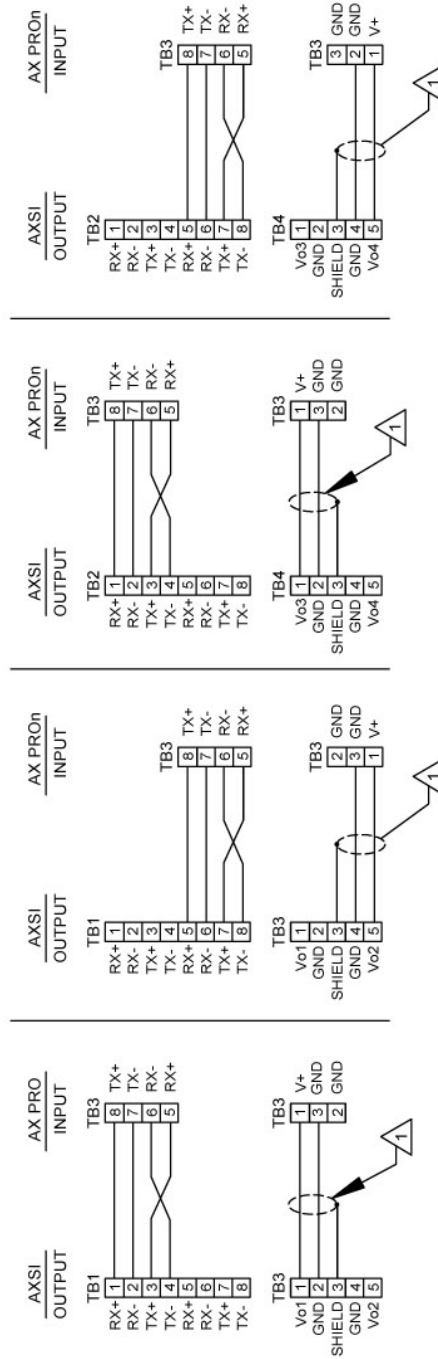 AXSI AX PRO
OUTPUT INPUT
TB1 TB3
RX+ 1 8 TX+
RX- 2 7 TX-
TX+ 3 6 RX-
TX- 4 5 RX+
RX+ 5
RX- 6
TX+ 7
TX- 8
TB3 TB3
Vo1 1 1 V+
GND 2 3 GND
SHIELD 3 2 GND
GND 4
Vo2 5
1
AXSI AX PROn
OUTPUT INPUT
TB1
RX+ 1
RX- 2
TX+ 3
TX- 4 TB3
RX+ 5 8 TX+
RX- 6 7 TX-
TX+ 7 6 RX-
TX- 8 5 RX+
TB3
Vo1 1
GND 2 TB3
SHIELD 3 2 GND
GND 4 3 GND
Vo2 5 1 V+
1
AXSI AX PROn
OUTPUT INPUT
TB2 TB3
RX+ 1 8 TX+
RX- 2 7 TX-
TX+ 3 6 RX-
TX- 4 5 RX+
RX+ 5
RX- 6
TX+ 7
TX- 8
TB4 TB3
Vo3 1 1 V+
GND 2 3 GND
SHIELD 3 2 GND
GND 4
Vo4 5
1
AXSI AX PROn
OUTPUT INPUT
TB2
RX+ 1
RX- 2
TX+ 3
TX- 4 TB3
RX+ 5 8 TX+
RX- 6 7 TX-
TX+ 7 6 RX-
TX- 8 5 RX+
TB4
Vo3 1
GND 2 TB3
SHIELD 3 3 GND
GND 4 2 GND
Vo4 5 1 V+
1